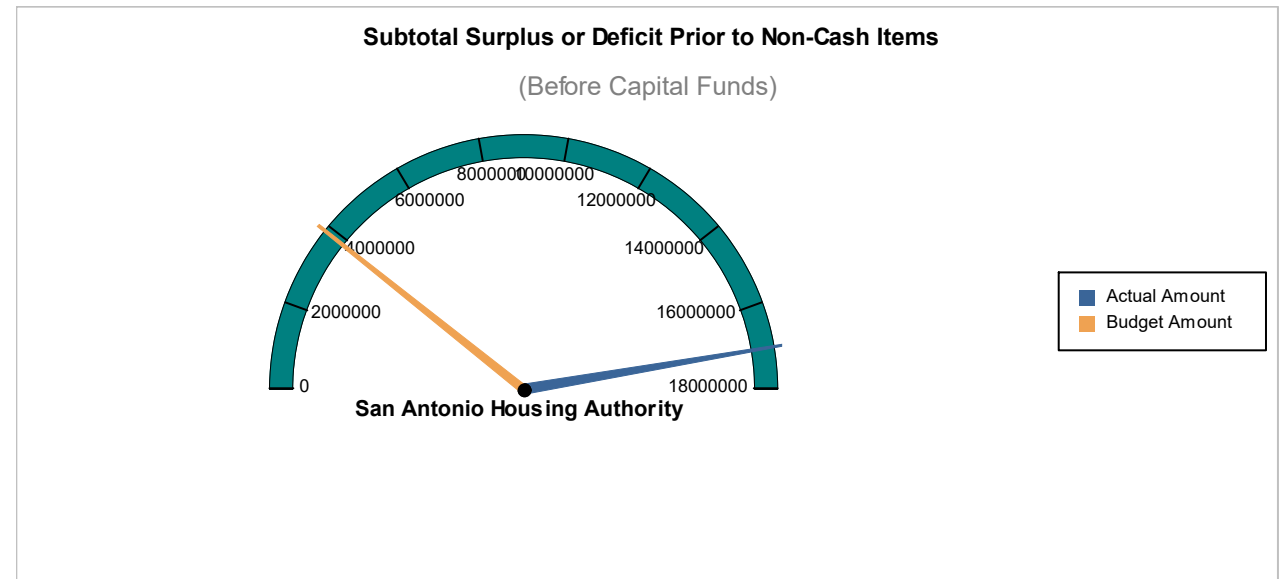 Subtotal Surplus or Deficit Prior to Non-Cash Items
(Before Capital Funds)
8000000
10000000
6000000
12000000
4000000
14000000
2000000
16000000
0
18000000
San Antonio Housing Authority
Actual Amount
Budget Amount